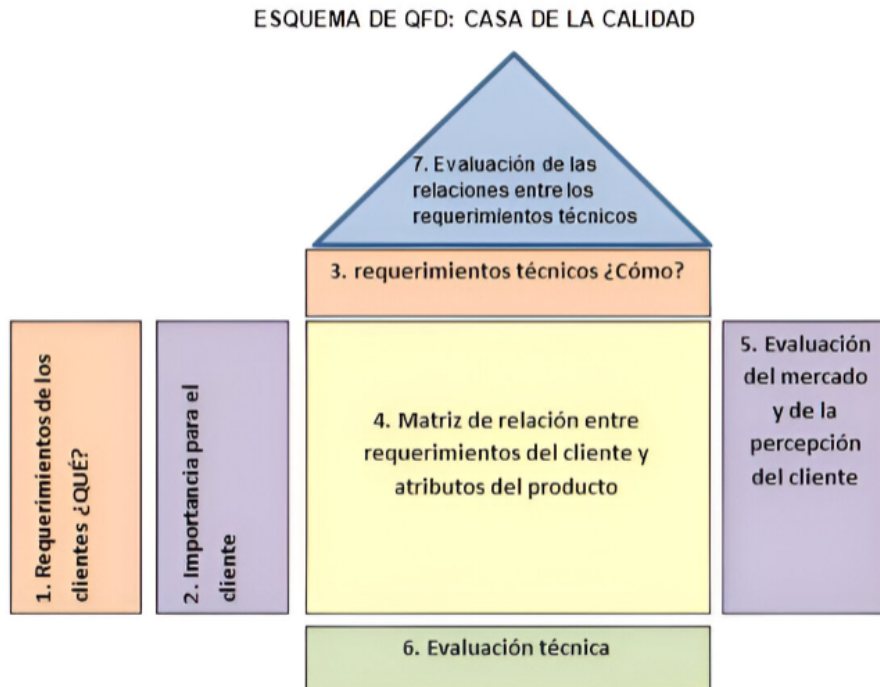 ESQUEMA DE QFD: CASA DE LA CALIDAD
7. Evaluación de las
relaciones entre los
requerimientos técnicos
3. requerimientos técnicos ¿Cómo?
1. Requerimientos de los
clientes ¿QUÉ?
2. Importancia para el
cliente
4. Matriz de relación entre
requerimientos del cliente y
atributos del producto
5. Evaluación
del mercado
y de la
percepción
del cliente
6. Evaluación técnica